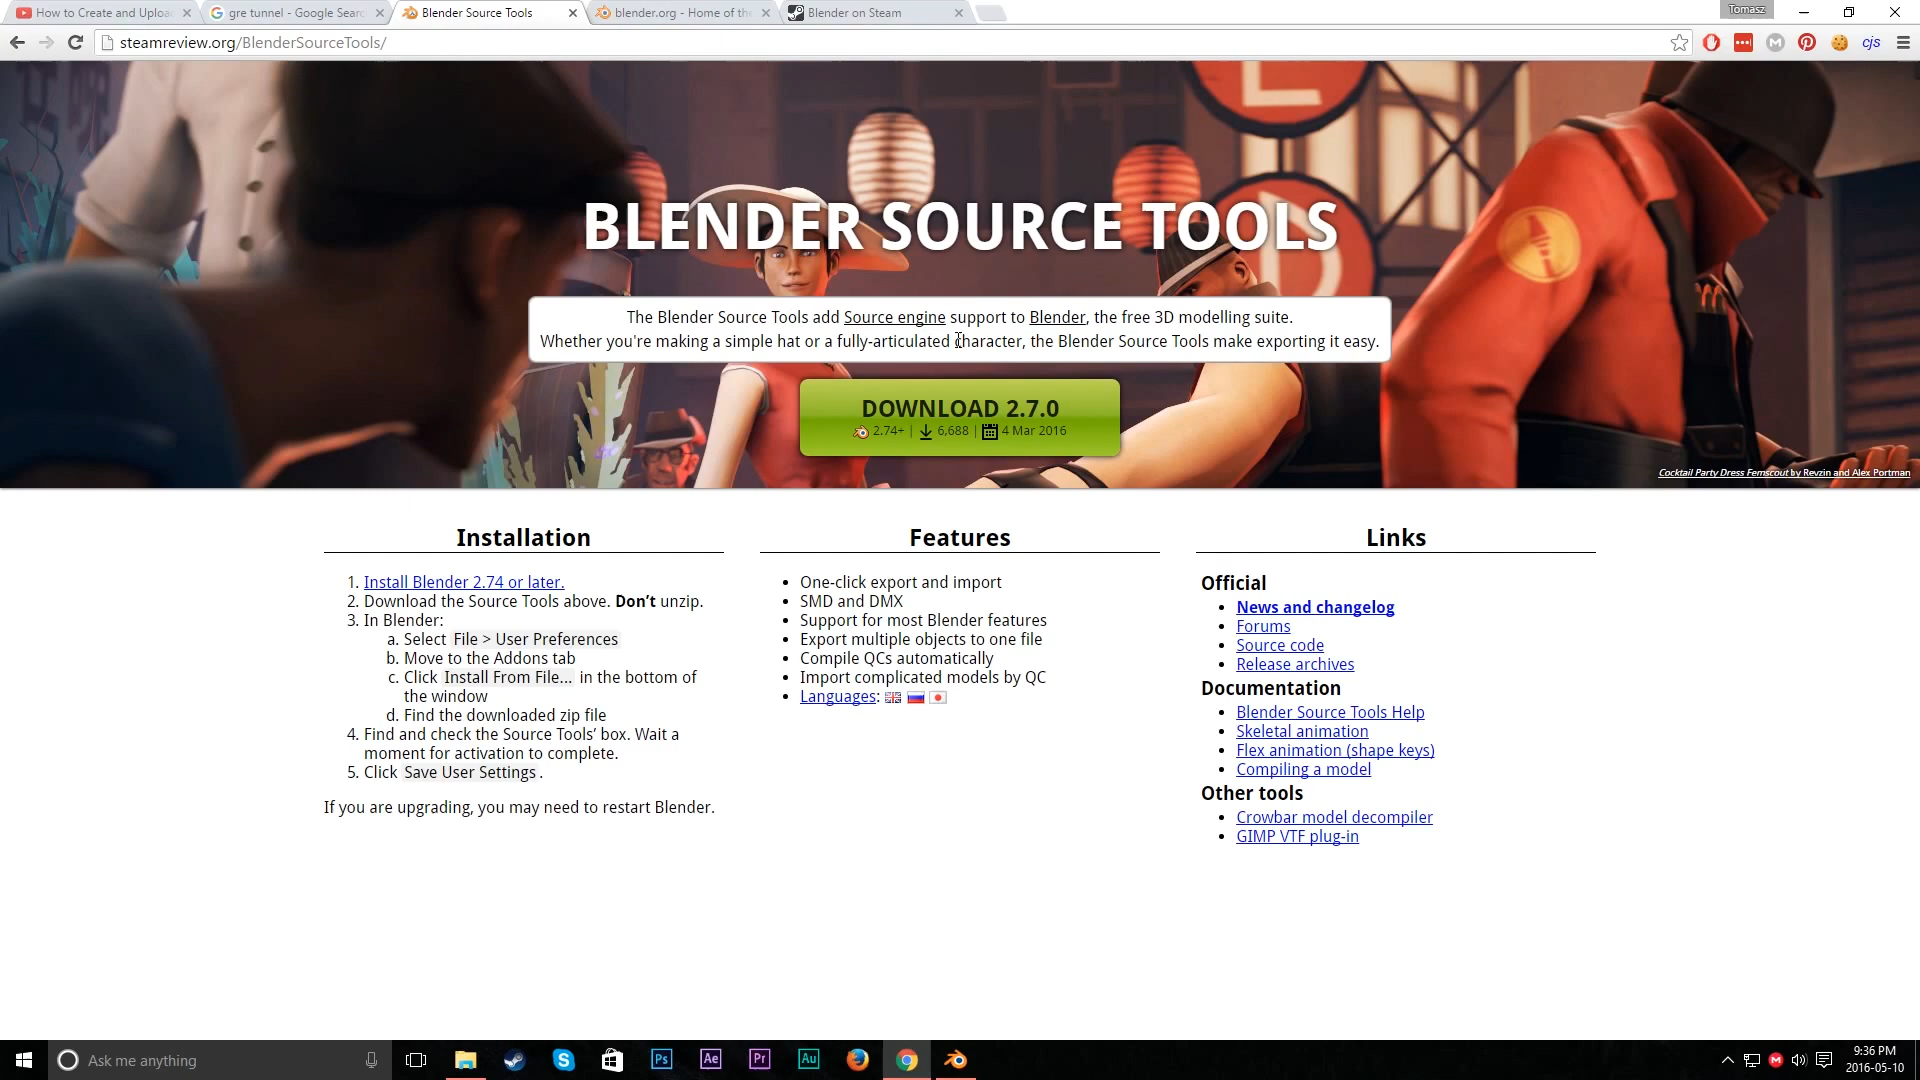 How to Create and Uploa
gre tunnel - Google Searc
Blender Source Tools
blender.org - Home of the
Blender on Steam
Tomasz
steamreview.org/BlenderSourceTools/
cjs
BLENDER SOURCE TOOLS
The Blender Source Tools add Source engine support to Blender, the free 3D modelling suite.
Whether you're making a simple hat or a fully-articulated character, the Blender Source Tools make exporting it easy.
DOWNLOAD 2.7.0
2.74+ | 6,688 | 4 Mar 2016
Cocktail Party Dress Femscout by Revzin and Alex Portman
Installation
1. Install Blender 2.74 or later.
2. Download the Source Tools above. Don’t unzip.
3. In Blender:
a. Select File > User Preferences
b. Move to the Addons tab
c. Click Install From File... in the bottom of
the window
d. Find the downloaded zip file
4. Find and check the Source Tools’ box. Wait a
moment for activation to complete.
5. Click Save User Settings.
If you are upgrading, you may need to restart Blender.
Features
• One-click export and import
• SMD and DMX
• Support for most Blender features
• Export multiple objects to one file
• Compile QCs automatically
• Import complicated models by QC
• Languages:
Links
Official
• News and changelog
• Forums
• Source code
• Release archives
Documentation
• Blender Source Tools Help
• Skeletal animation
• Flex animation (shape keys)
• Compiling a model
Other tools
• Crowbar model decompiler
• GIMP VTF plug-in
Ask me anything
Ps
Ae
Pr
Au
9:36 PM
2016-05-10